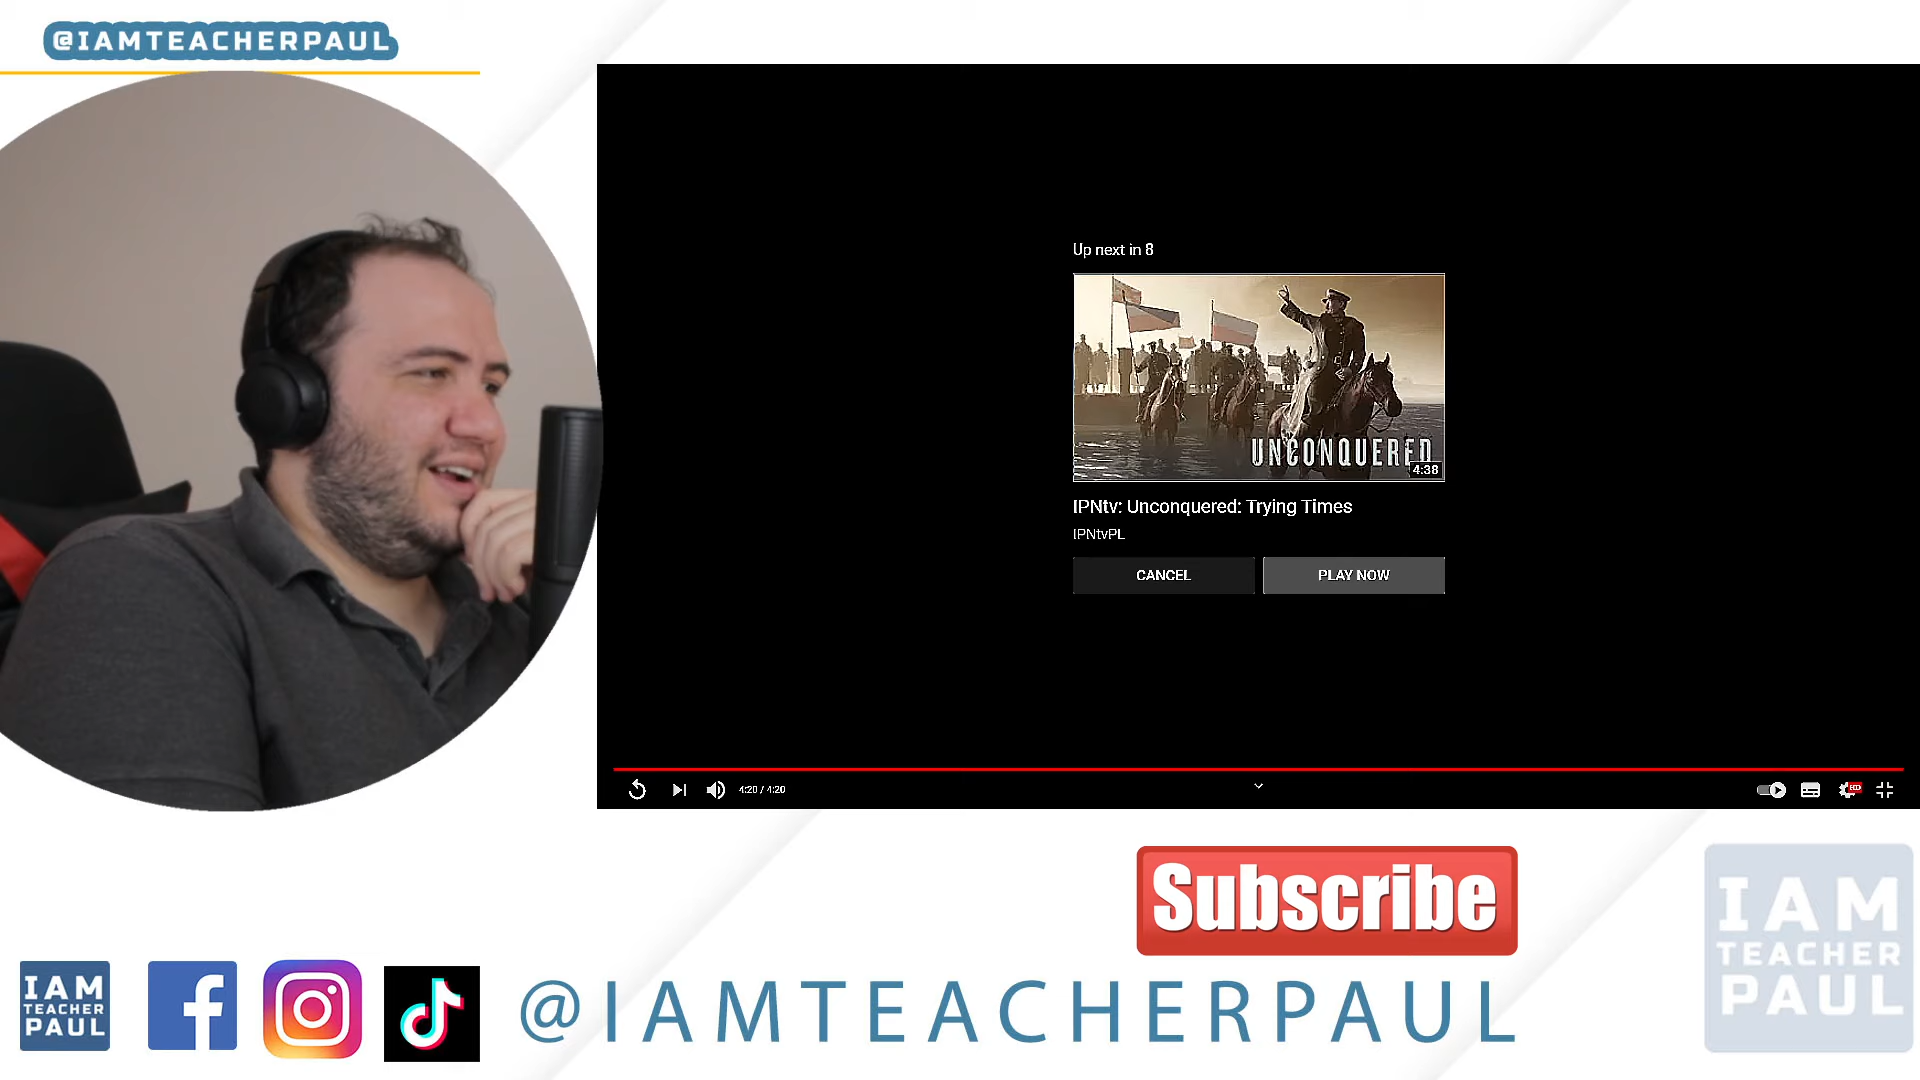 @IAMTEACHERPAUL
Up next in 8
UNCONQUERED
4:38
IPNtv: Unconquered: Trying Times
IPNtvPL
CANCEL
PLAY NOW
4:20 / 4:20
HD
Subscribe
IAM
TEACHER
PAUL
IAM
TEACHER
PAUL
@IAMTEACHERPAUL